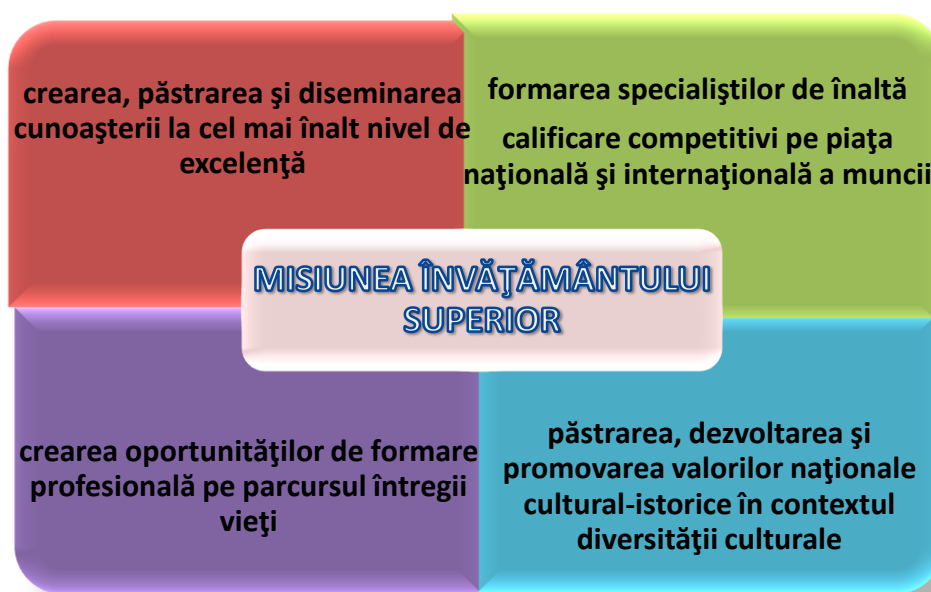 crearea, păstrarea şi diseminarea
cunoaşterii la cel mai înalt nivel de
excelenţă
formarea specialiştilor de înaltă
calificare competitivi pe piaţa
naţională şi internaţională a muncii
MISIUNEA ÎNVĂŢĂMÂNTULUI
SUPERIOR
crearea oportunităţilor de formare
profesională pe parcursul întregii
vieţi
păstrarea, dezvoltarea şi
promovarea valorilor naţionale
cultural-istorice în contextul
diversităţii culturale